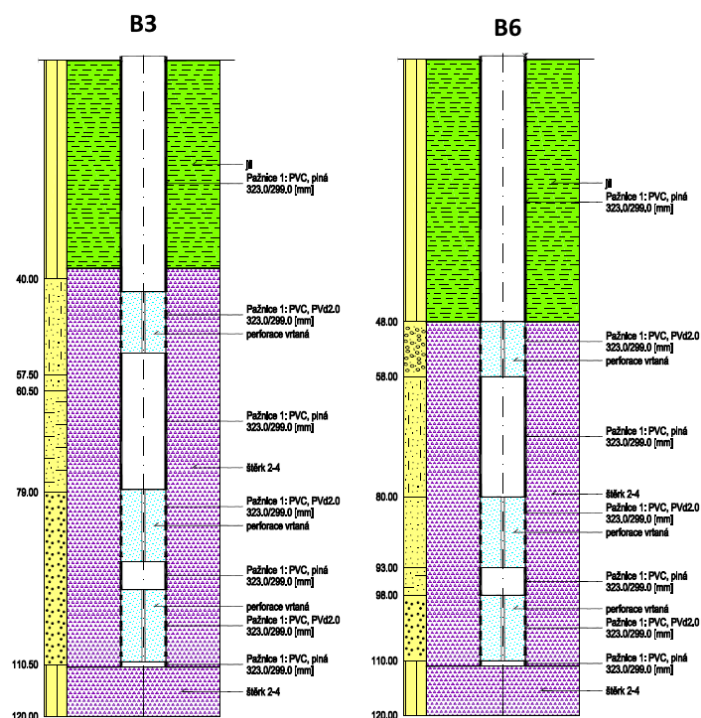 B3
B6
jíl
Pažnice 1: PVC, plná
323.0/299.0 [mm]
40.00
Pažnice 1: PVC, PVd2.0
323.0/299.0 [mm]
perforace vrtaná
57.50
60.50
Pažnice 1: PVC, plná
323.0/299.0 [mm]
štěrk 2-4
79.00
Pažnice 1: PVC, PVd2.0
323.0/299.0 [mm]
perforace vrtaná
Pažnice 1: PVC, plná
323.0/299.0 [mm]
perforace vrtaná
Pažnice 1: PVC, PVd2.0
323.0/299.0 [mm]
110.50
Pažnice 1: PVC, plná
323.0/299.0 [mm]
štěrk 2-4
120.00
jíl
Pažnice 1: PVC, plná
323.0/299.0 [mm]
48.00
Pažnice 1: PVC, PVd2.0
323.0/299.0 [mm]
perforace vrtaná
58.00
Pažnice 1: PVC, plná
323.0/299.0 [mm]
štěrk 2-4
80.00
Pažnice 1: PVC, PVd2.0
323.0/299.0 [mm]
perforace vrtaná
93.00
Pažnice 1: PVC, plná
323.0/299.0 [mm]
98.00
perforace vrtaná
Pažnice 1: PVC, PVd2.0
323.0/299.0 [mm]
110.00
Pažnice 1: PVC, plná
323.0/299.0 [mm]
štěrk 2-4
120.00